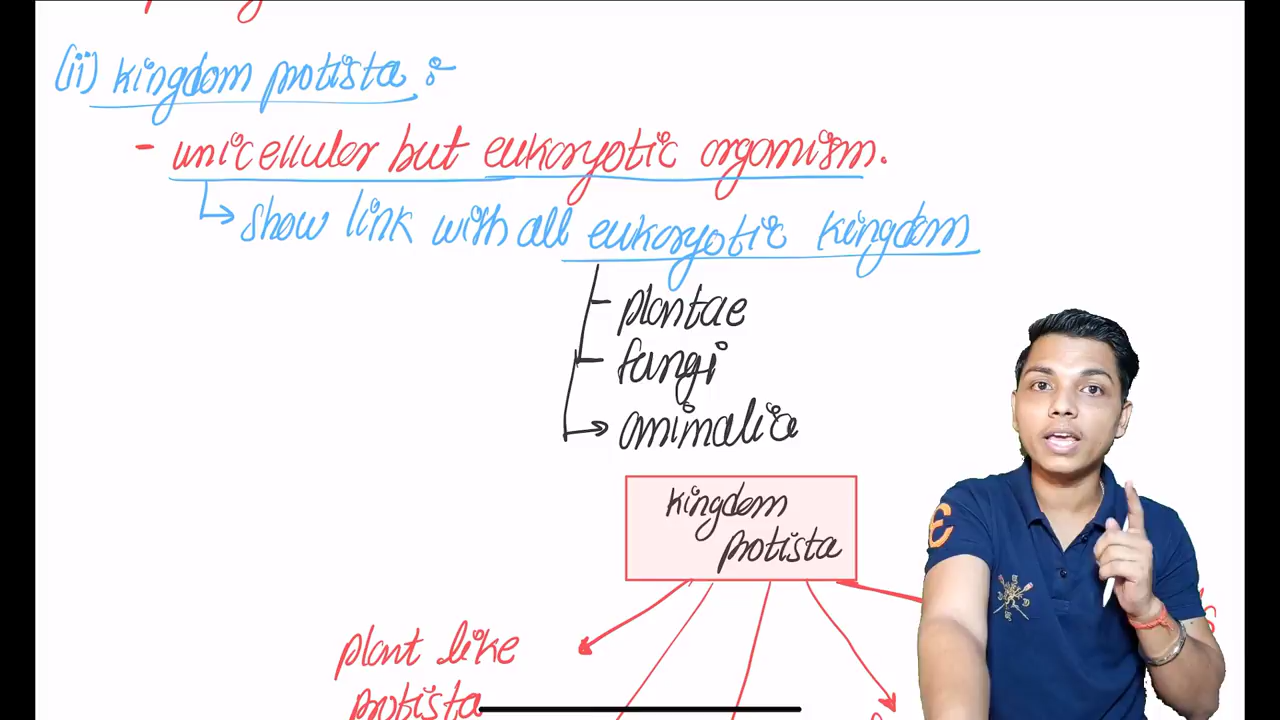 (ii) kingdom protista :-
- unicellular but eukaryotic organism.
show link with all eukaryotic kingdom
plantae
fungi
animalia
kingdom
protista
plant like
protista